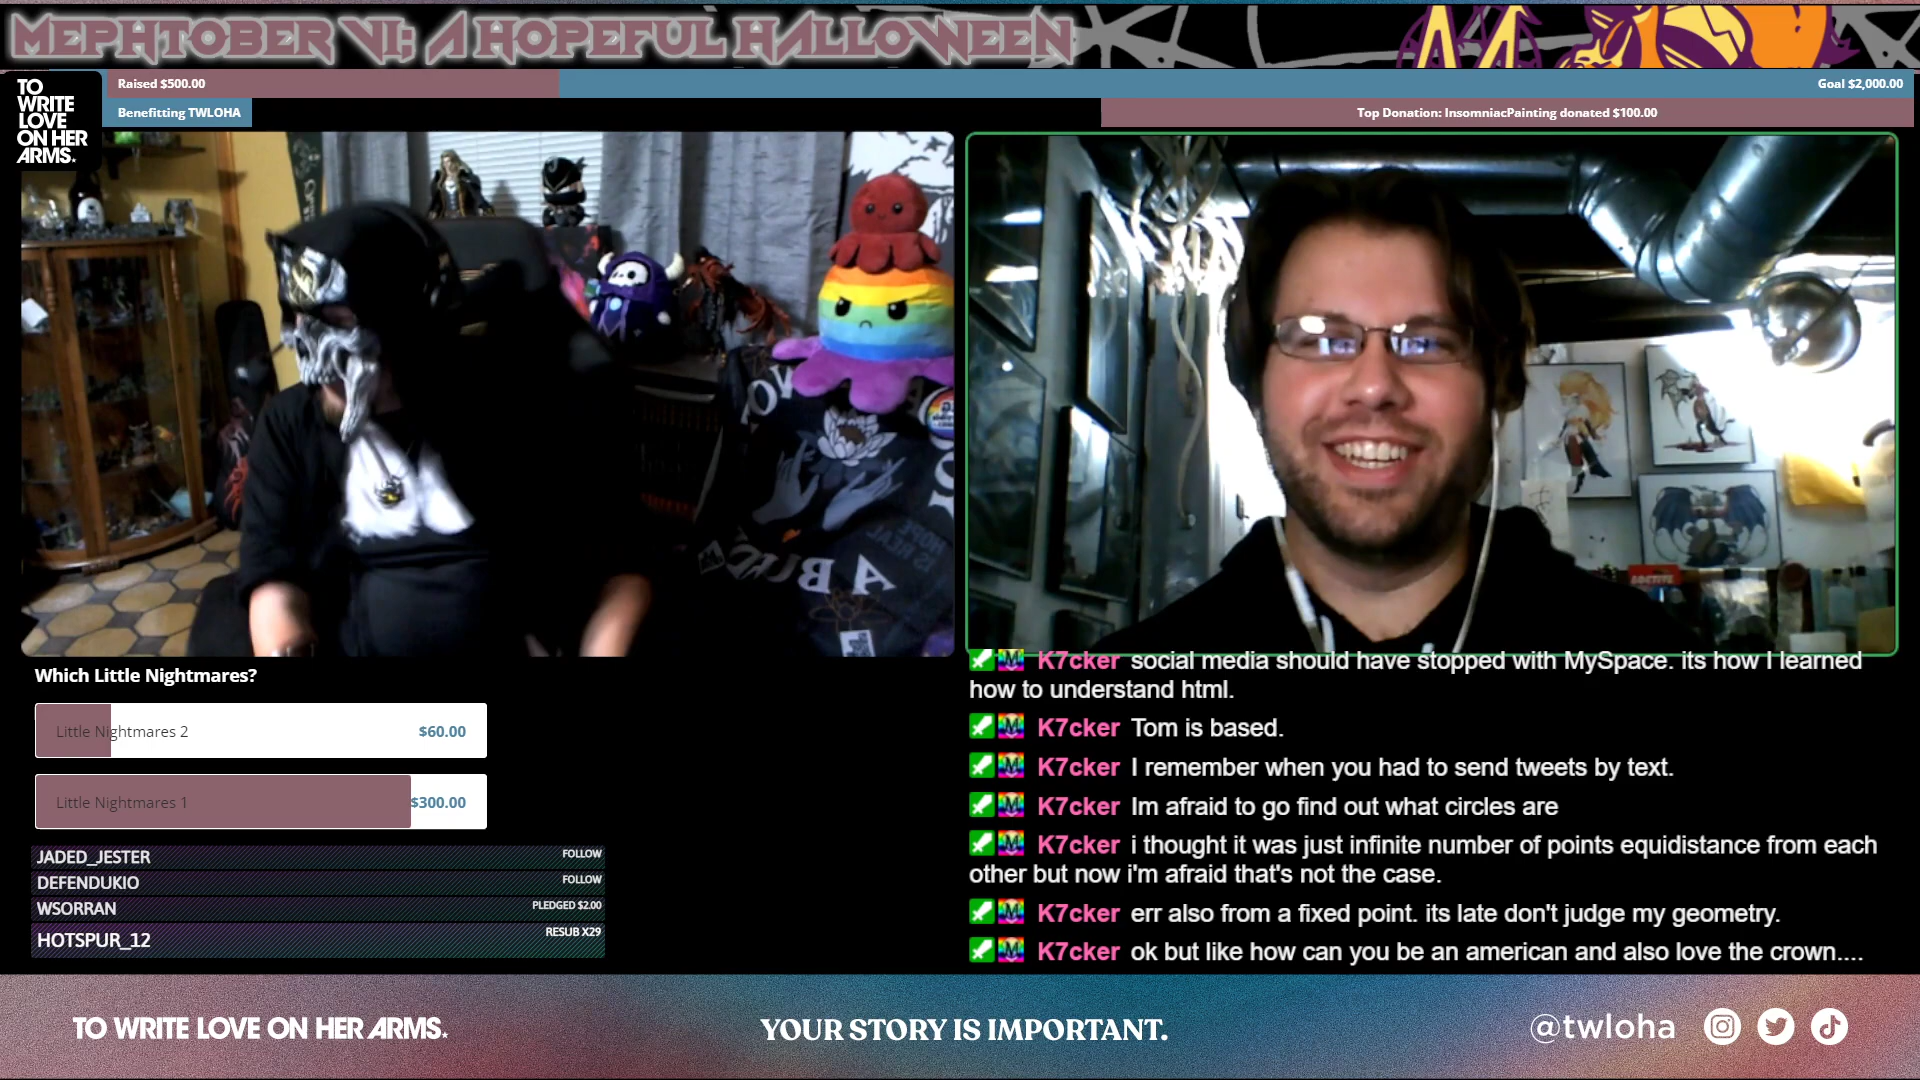 MEPHTOBER VI: A HOPEFUL HALLOWEEN
TO
WRITE
LOVE
ON HER
ARMS.
Raised $500.00
Goal $2,000.00
Benefitting TWLOHA
Top Donation: InsomniacPainting donated $100.00
LOCTITE
Which Little Nightmares?
Little Nightmares 2 $60.00
Little Nightmares 1 $300.00
JADED_JESTER FOLLOW
DEFENDUKIO FOLLOW
WSORRAN PLEDGED $2.00
HOTSPUR_12 RESUB X29
K7cker social media should have stopped with MySpace. its how I learned
how to understand html.
K7cker Tom is based.
K7cker I remember when you had to send tweets by text.
K7cker Im afraid to go find out what circles are
K7cker i thought it was just infinite number of points equidistance from each
other but now i'm afraid that's not the case.
K7cker err also from a fixed point. its late don't judge my geometry.
K7cker ok but like how can you be an american and also love the crown....
TO WRITE LOVE ON HER ARMS.
YOUR STORY IS IMPORTANT.
@twloha